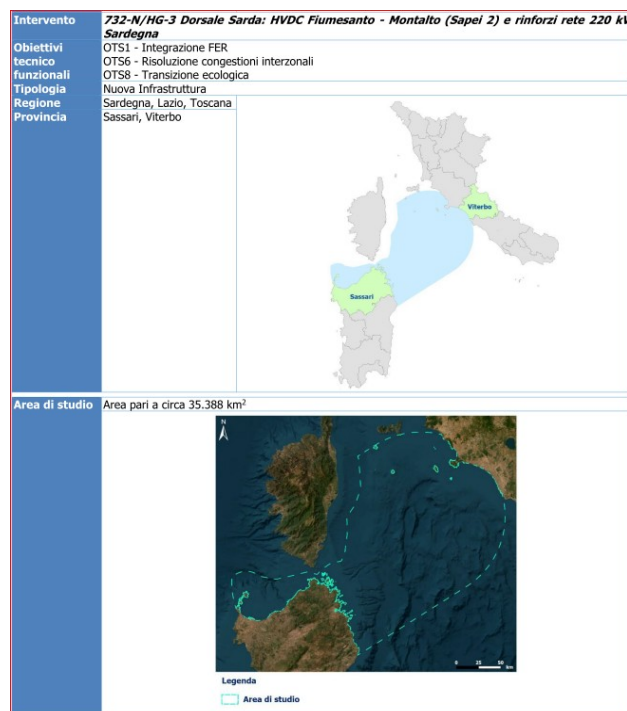 Intervento
732-N/HG-3 Dorsale Sarda: HVDC Fiumesanto - Montalto (Sapei 2) e rinforzi rete 220 kV
Sardegna
Obiettivi
tecnico
funzionali
OTS1 - Integrazione FER
OTS6 - Risoluzione congestioni interzonali
OTS8 - Transizione ecologica
Tipologia
Nuova Infrastruttura
Regione
Sardegna, Lazio, Toscana
Provincia
Sassari, Viterbo
Viterbo
Sassari
Area di studio
Area pari a circa 35.388 km²
N
0 25 50
km
Legenda
Area di studio